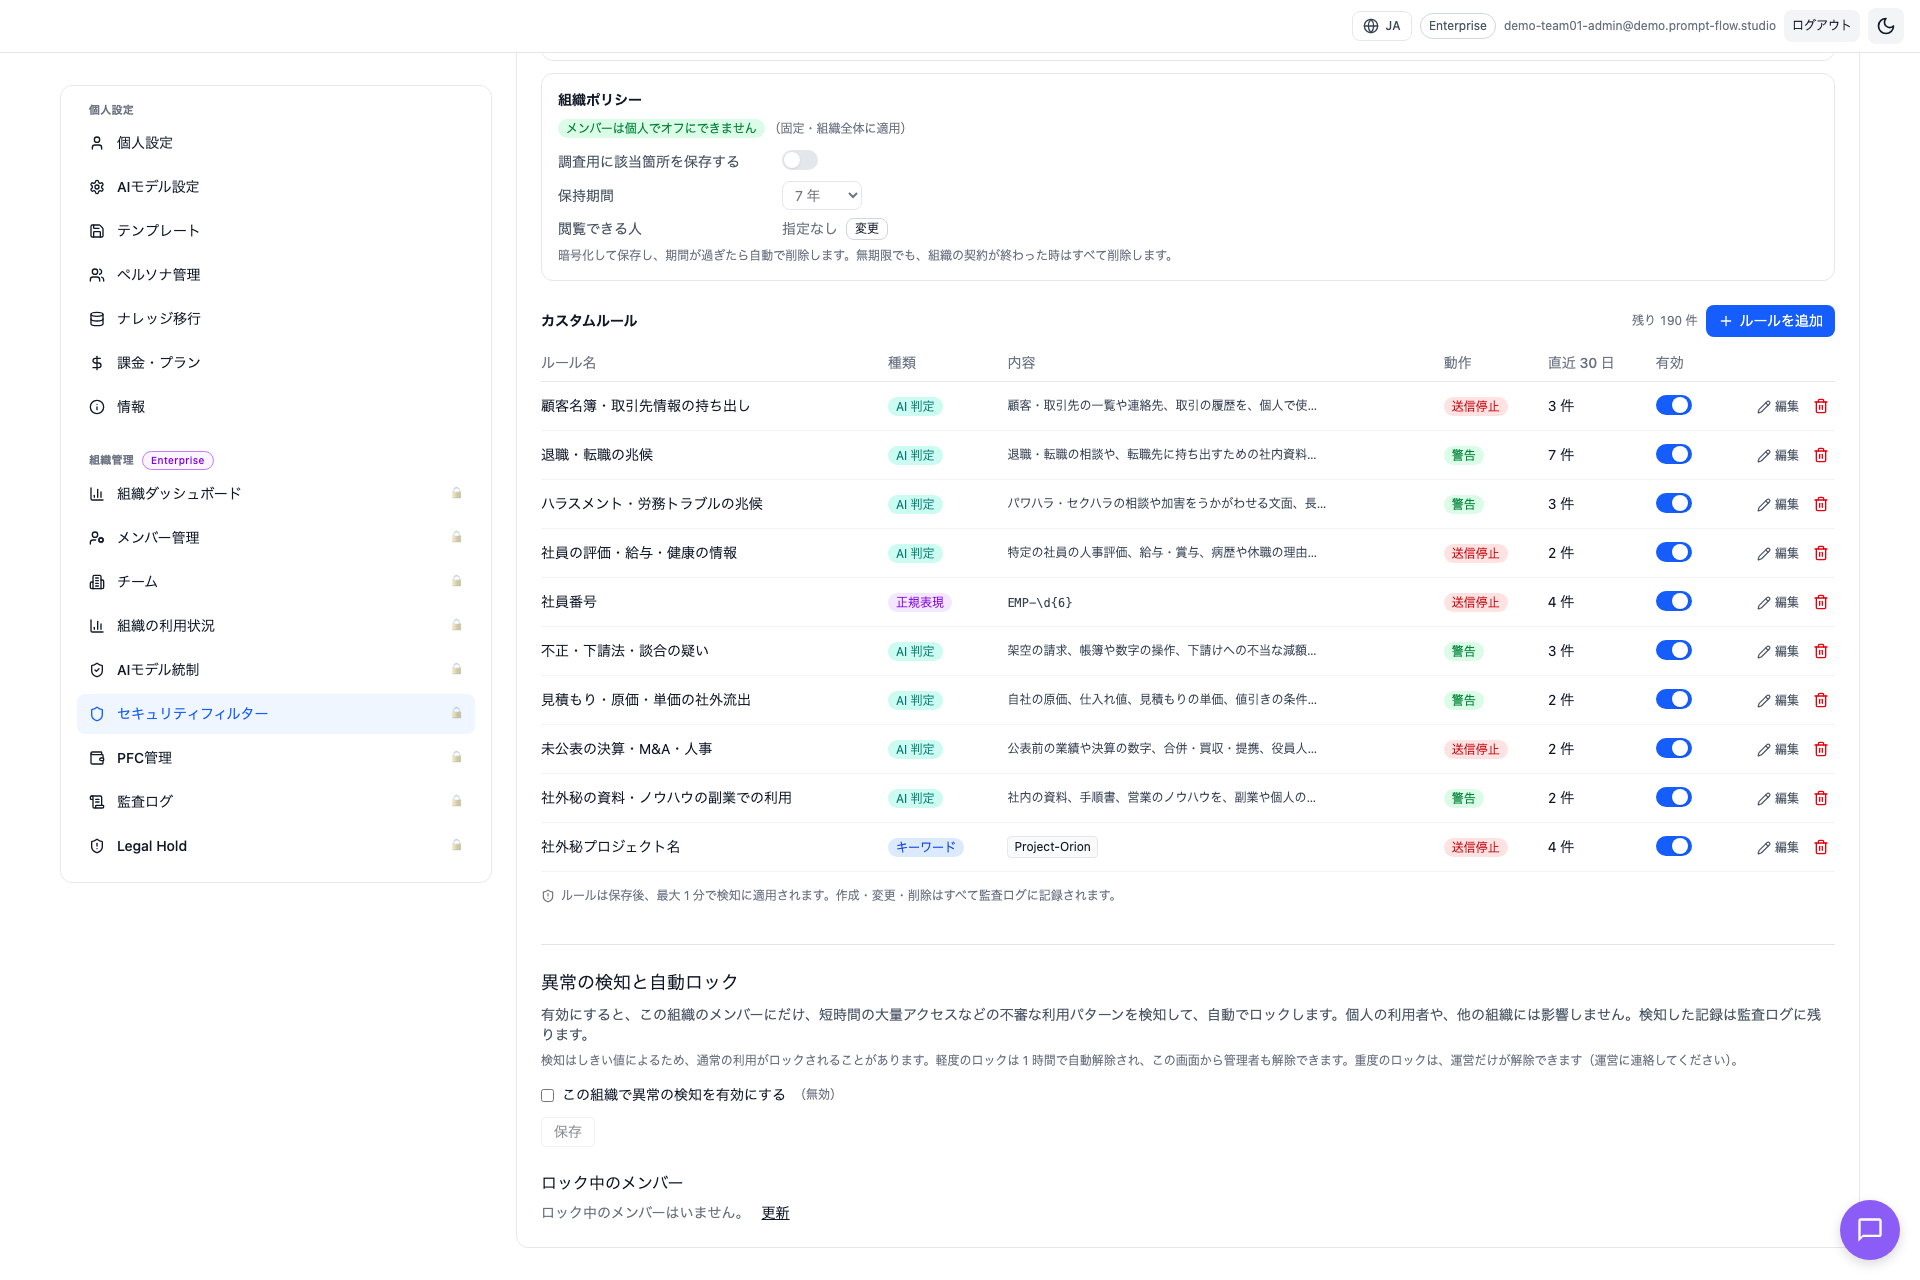 JA
Enterprise
demo-team01-admin@demo.prompt-flow.studio
ログアウト
個人設定
個人設定
AIモデル設定
テンプレート
ペルソナ管理
ナレッジ移行
課金・プラン
情報
組織管理 Enterprise
組織ダッシュボード
メンバー管理
チーム
組織の利用状況
AIモデル統制
セキュリティフィルター
PFC管理
監査ログ
Legal Hold
組織ポリシー
メンバーは個人でオフにできません （固定・組織全体に適用）
調査用に該当箇所を保存する
保持期間 7 年
閲覧できる人 指定なし 変更
暗号化して保存し、期間が過ぎたら自動で削除します。無期限でも、組織の契約が終わった時はすべて削除します。
カスタムルール 残り 190 件 ＋ ルールを追加
ルール名 種類 内容 動作 直近 30 日 有効
顧客名簿・取引先情報の持ち出し AI 判定 顧客・取引先の一覧や連絡先、取引の履歴を、個人で使... 送信停止 3 件 編集
退職・転職の兆候 AI 判定 退職・転職の相談や、転職先に持ち出すための社内資料... 警告 7 件 編集
ハラスメント・労務トラブルの兆候 AI 判定 パワハラ・セクハラの相談や加害をうかがわせる文面、長... 警告 3 件 編集
社員の評価・給与・健康の情報 AI 判定 特定の社員の人事評価、給与・賞与、病歴や休職の理由... 送信停止 2 件 編集
社員番号 正規表現 EMP-\d{6} 送信停止 4 件 編集
不正・下請法・談合の疑い AI 判定 架空の請求、帳簿や数字の操作、下請けへの不当な減額... 警告 3 件 編集
見積もり・原価・単価の社外流出 AI 判定 自社の原価、仕入れ値、見積もりの単価、値引きの条件... 警告 2 件 編集
未公表の決算・M&A・人事 AI 判定 公表前の業績や決算の数字、合併・買収・提携、役員人... 送信停止 2 件 編集
社外秘の資料・ノウハウの副業での利用 AI 判定 社内の資料、手順書、営業のノウハウを、副業や個人の... 警告 2 件 編集
社外秘プロジェクト名 キーワード Project-Orion 送信停止 4 件 編集
ルールは保存後、最大 1 分で検知に適用されます。作成・変更・削除はすべて監査ログに記録されます。
異常の検知と自動ロック
有効にすると、この組織のメンバーにだけ、短時間の大量アクセスなどの不審な利用パターンを検知して、自動でロックします。個人の利用者や、他の組織には影響しません。検知した記録は監査ログに残
ります。
検知はしきい値によるため、通常の利用がロックされることがあります。軽度のロックは 1 時間で自動解除され、この画面から管理者も解除できます。重度のロックは、運営だけが解除できます（運営に連絡してください）。
この組織で異常の検知を有効にする （無効）
保存
ロック中のメンバー
ロック中のメンバーはいません。 更新